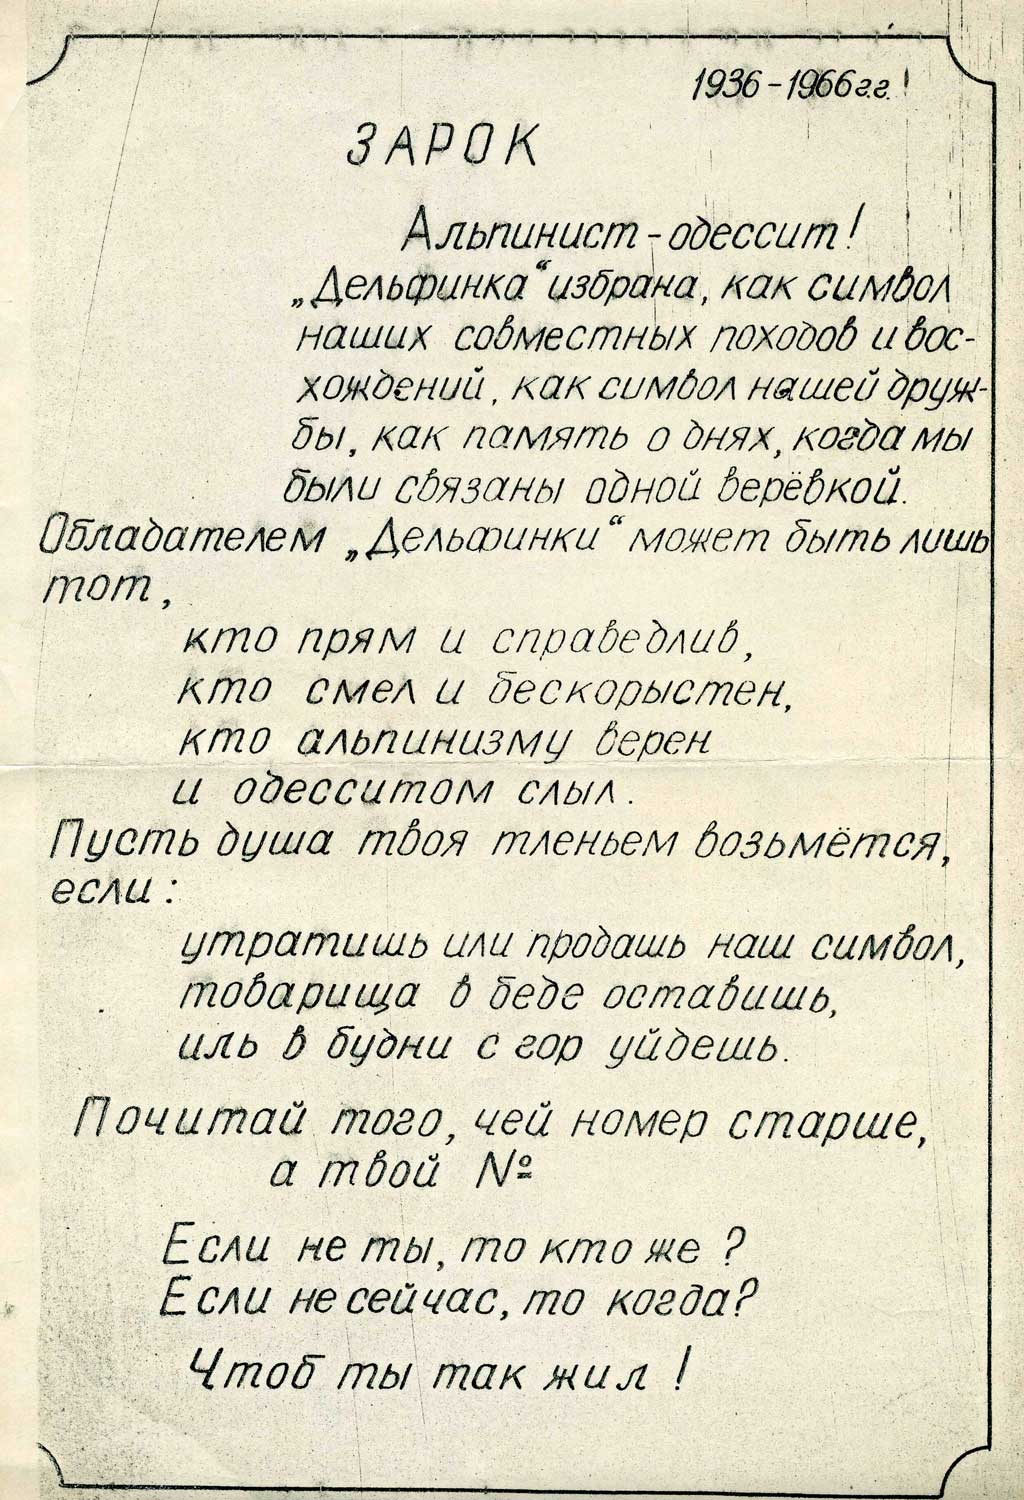 1936-1966г.г.
ЗАРОК
Альпинист-одессит!
„Дельфинка“ избрана, как символ
наших совместных походов и вос-
хождений, как символ нашей друж-
бы, как память о днях, когда мы
были связаны одной верёвкой.
Обладателем „Дельфинки“ может быть лишь
тот,
кто прям и справедлив,
кто смел и бескорыстен,
кто альпинизму верен
и одесситом слыл.
Пусть душа твоя тленьем возьмётся,
если:
утратишь или продашь наш символ,
товарища в беде оставишь,
иль в будни с гор уйдешь.
Почитай того, чей номер старше,
а твой №
Если не ты, то кто же?
Если не сейчас, то когда?
Чтоб ты так жил!